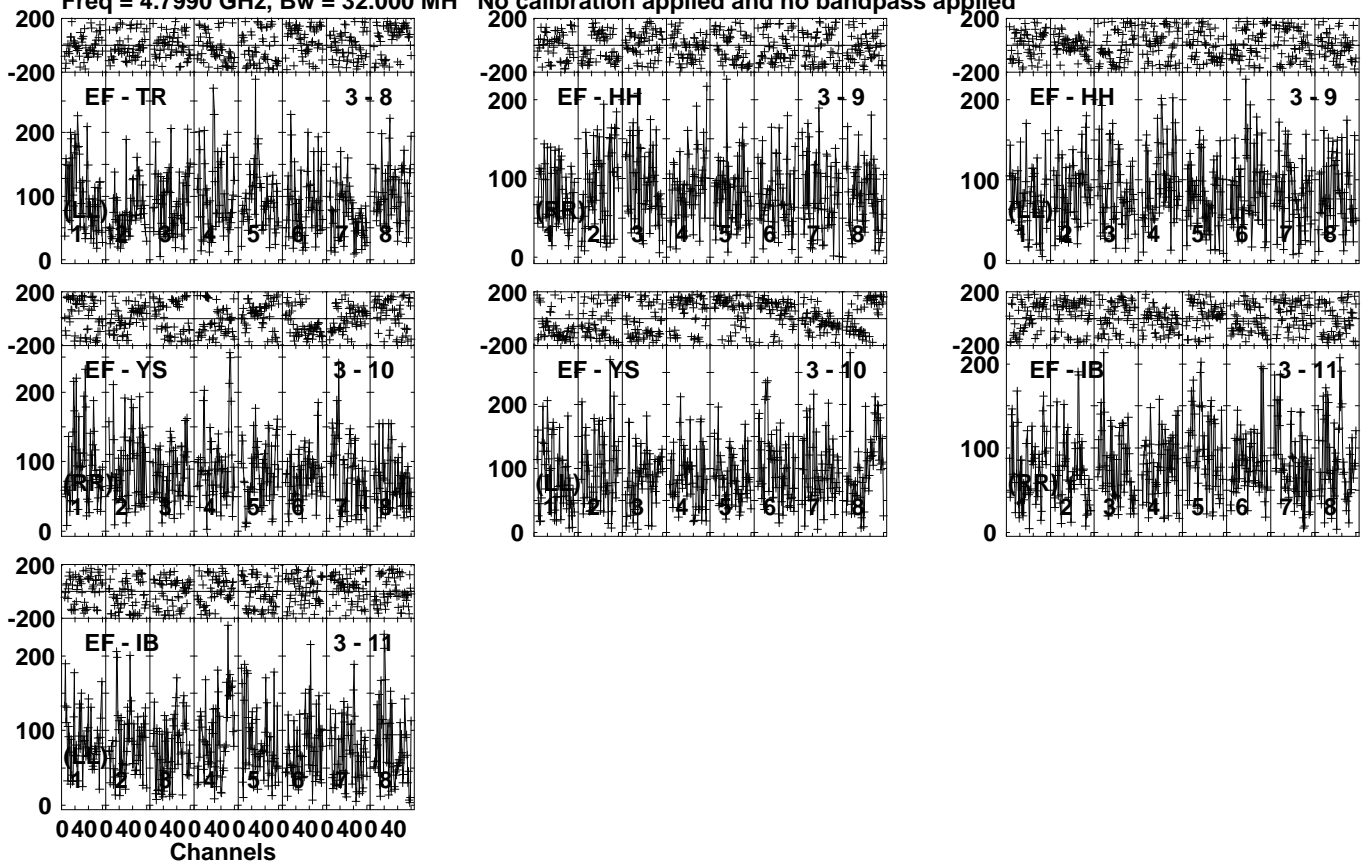 Freq = 4.7990 GHz, Bw = 32.000 MH No calibration applied and no bandpass applied
200
-200
EF - TR 3 - 8
200
100
0
(LL)
1 2 3 4 5 6 7 8
200
-200
EF - HH 3 - 9
200
100
0
(RR)
1 2 3 4 5 6 7 8
200
-200
EF - HH 3 - 9
200
100
0
(LL)
1 2 3 4 5 6 7 8
200
-200
EF - YS 3 - 10
200
100
0
(RR)
1 2 3 4 5 6 7 8
200
-200
EF - YS 3 - 10
200
100
0
(LL)
1 2 3 4 5 6 7 8
200
-200
EF - IB 3 - 11
200
100
0
(RR)
1 2 3 4 5 6 7 8
200
-200
EF - IB 3 - 11
200
100
0
(LL)
1 2 3 4 5 6 7 8
0 40 0 40 0 40 0 40 0 40 0 40 0 40 0 40
Channels